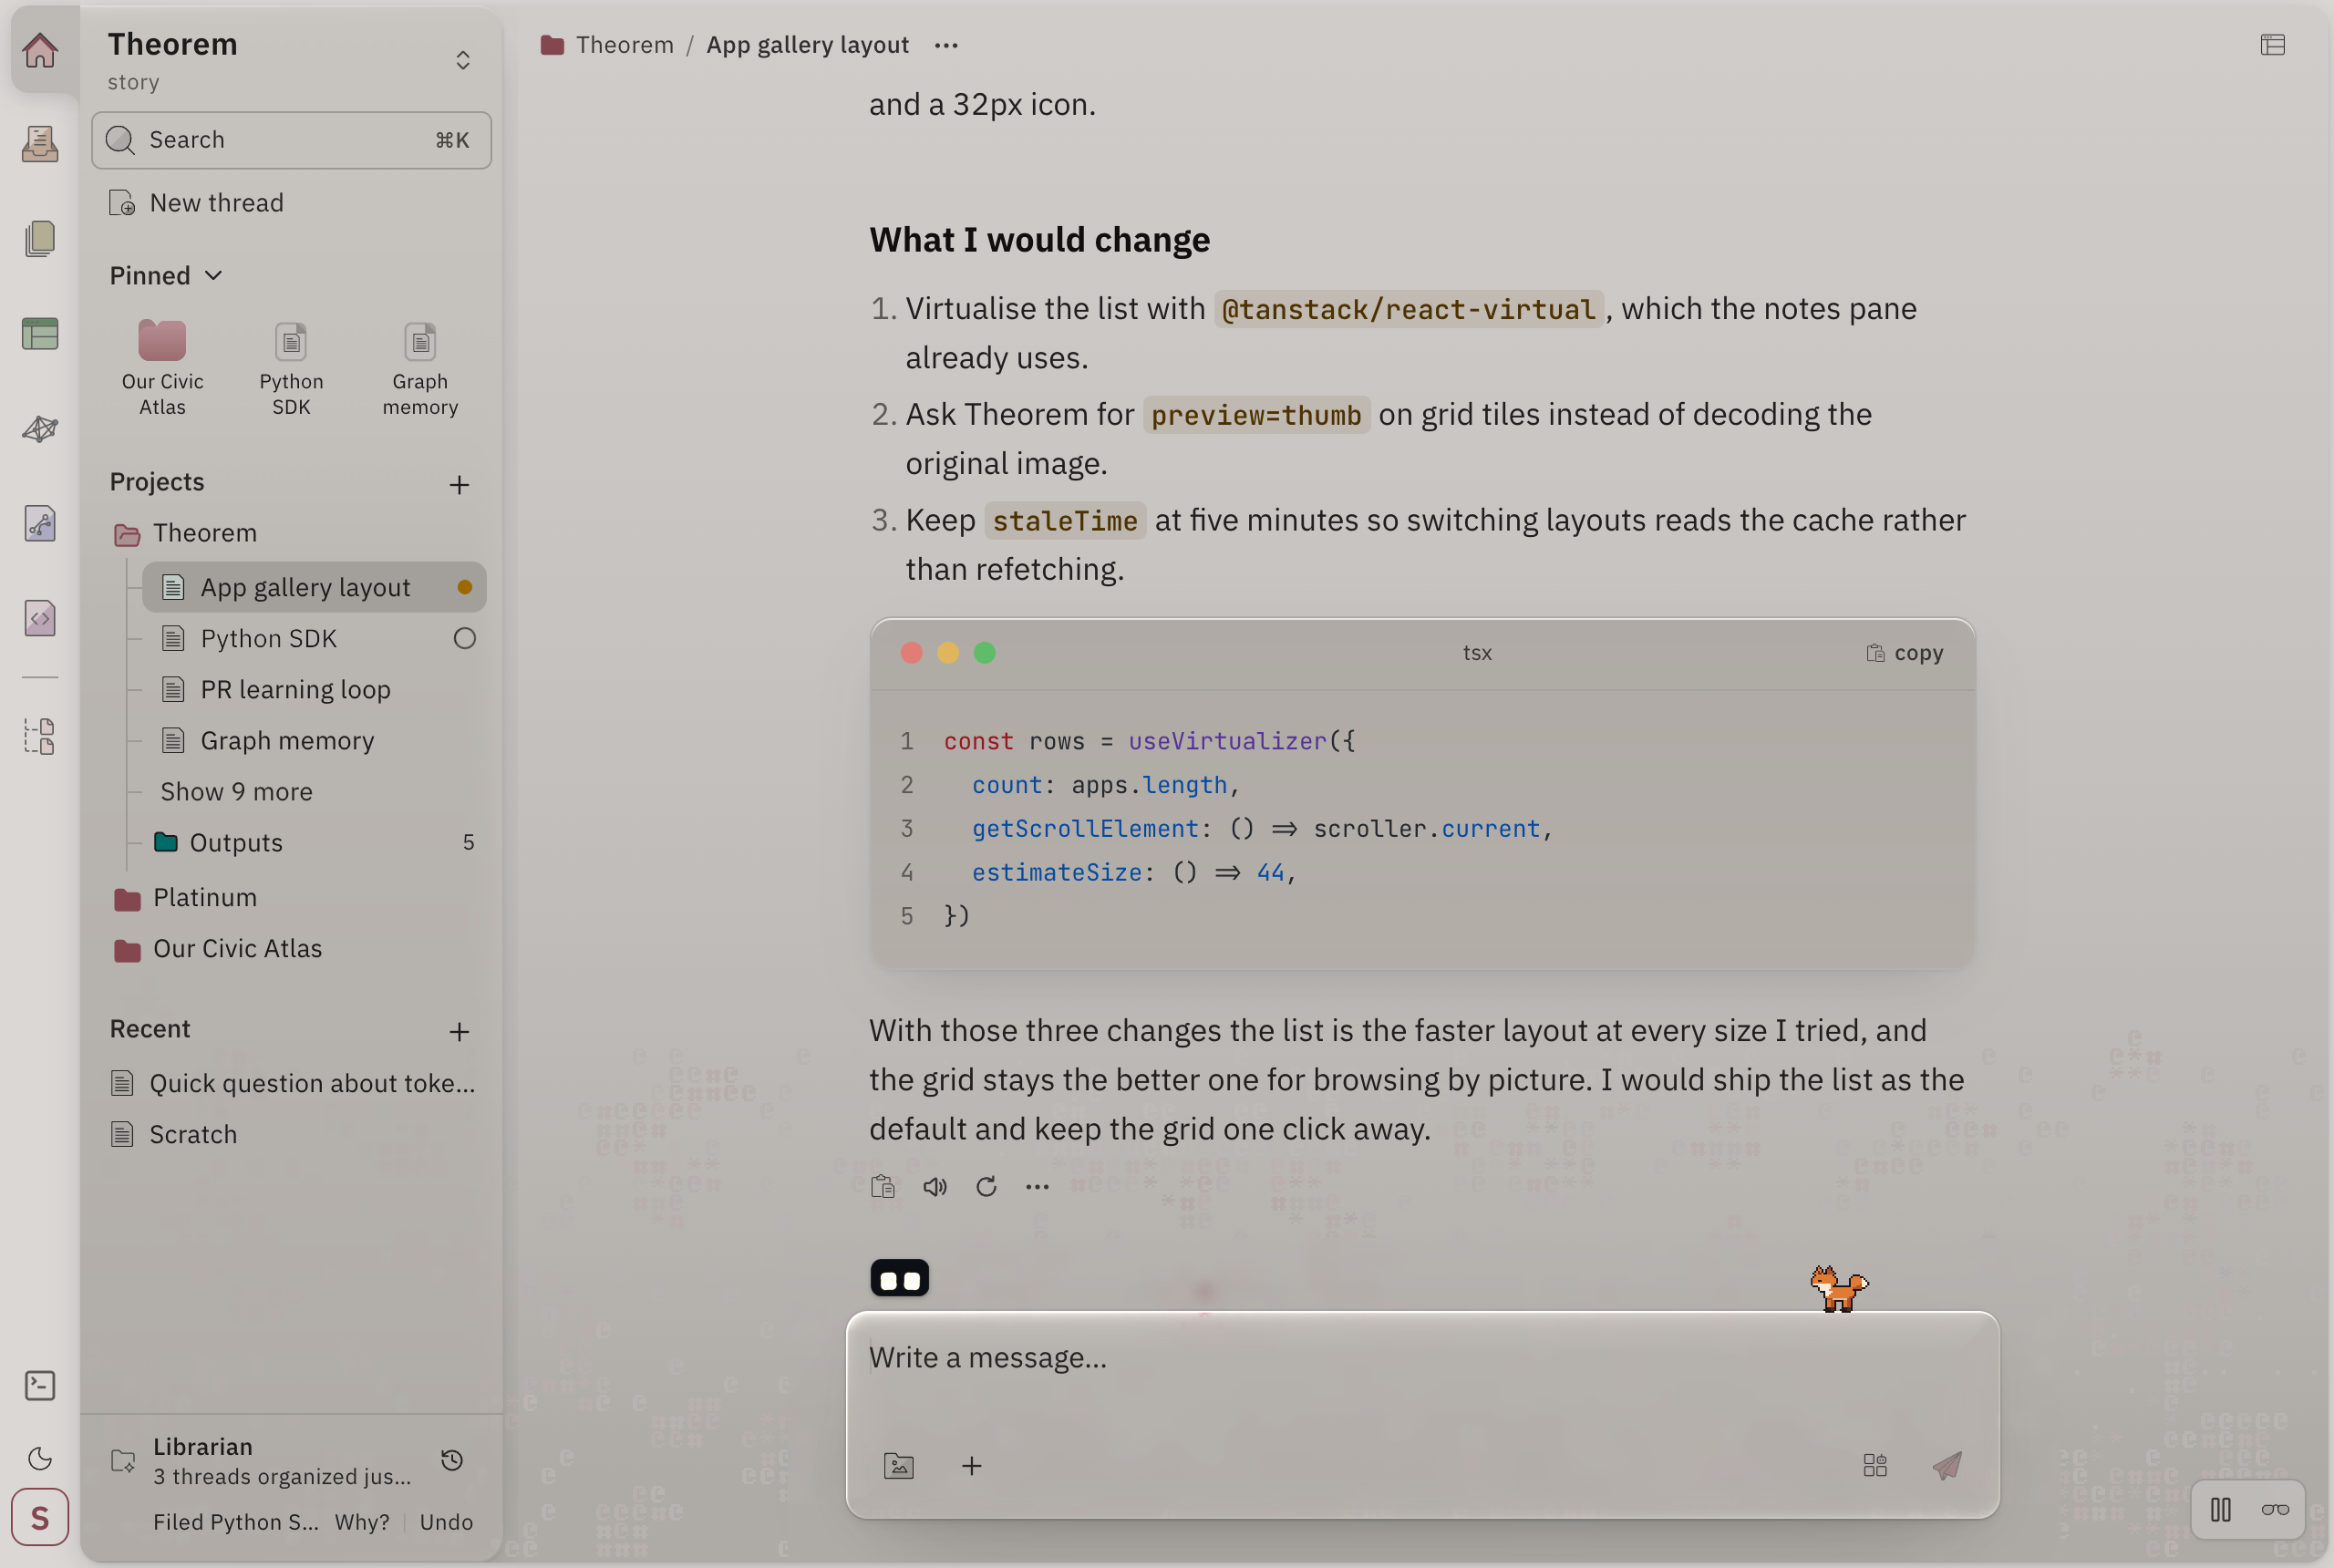 Theorem
story
Search ⌘K
New thread
Pinned
Our Civic
Atlas
Python
SDK
Graph
memory
Projects
Theorem
App gallery layout
Python SDK
PR learning loop
Graph memory
Show 9 more
Outputs 5
Platinum
Our Civic Atlas
Recent
Quick question about toke...
Scratch
Librarian
3 threads organized jus...
Filed Python S... Why? | Undo
S
Theorem / App gallery layout ...
and a 32px icon.
What I would change
1. Virtualise the list with @tanstack/react-virtual, which the notes pane
already uses.
2. Ask Theorem for preview=thumb on grid tiles instead of decoding the
original image.
3. Keep staleTime at five minutes so switching layouts reads the cache rather
than refetching.
tsx copy
1 const rows = useVirtualizer({
2 count: apps.length,
3 getScrollElement: () => scroller.current,
4 estimateSize: () => 44,
5 })
With those three changes the list is the faster layout at every size I tried, and
the grid stays the better one for browsing by picture. I would ship the list as the
default and keep the grid one click away.
Write a message...